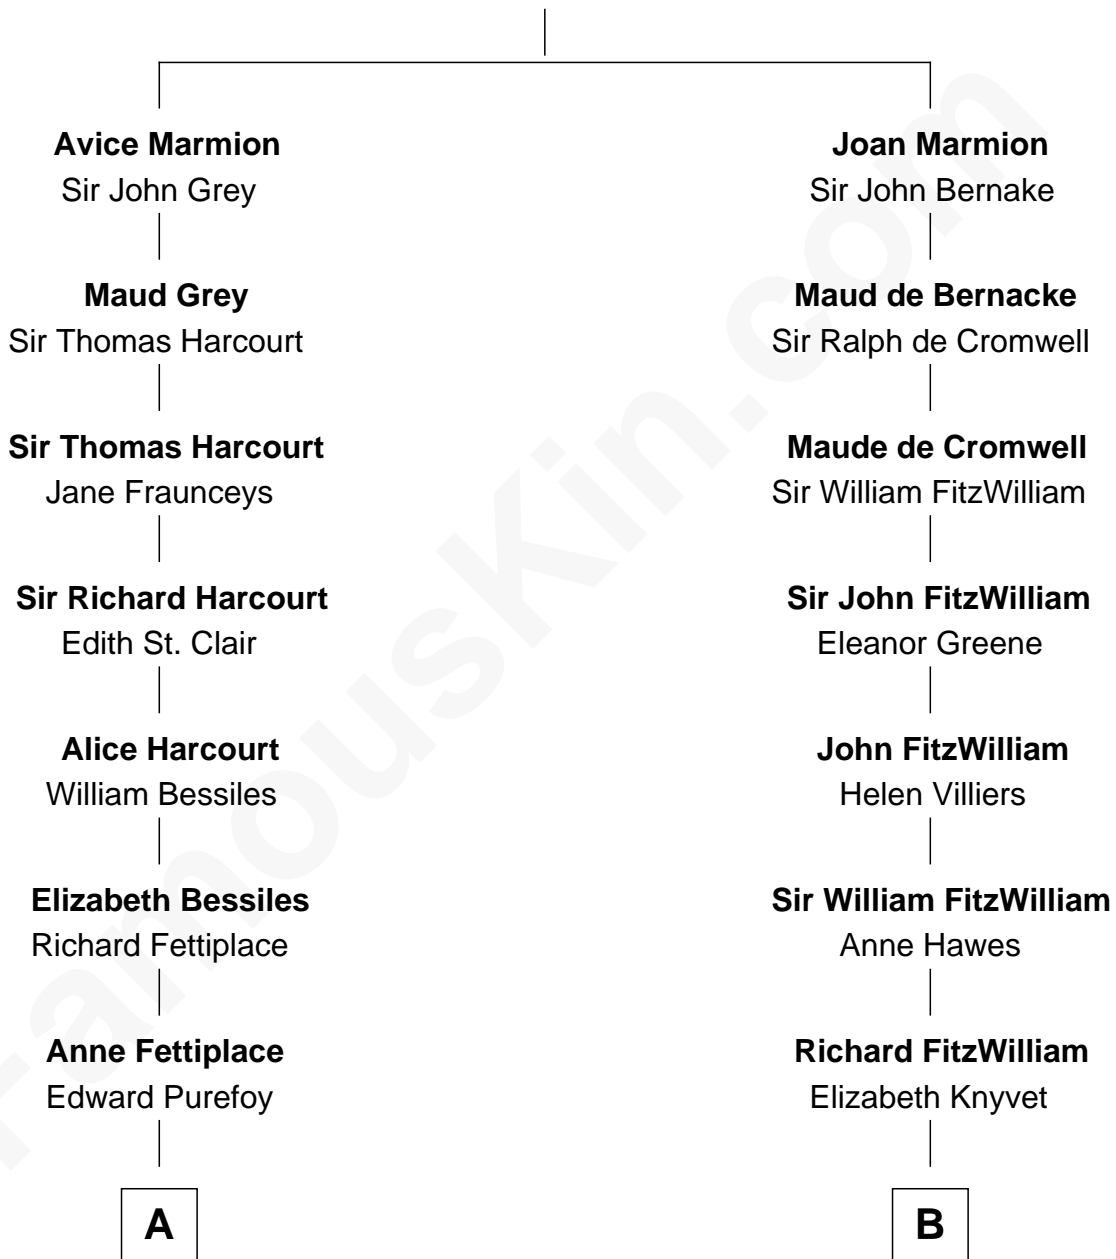 Avice Marmion
Sir John Grey
Maud Grey
Sir Thomas Harcourt
Sir Thomas Harcourt
Jane Fraunceys
Sir Richard Harcourt
Edith St. Clair
Alice Harcourt
William Bessiles
Elizabeth Bessiles
Richard Fettiplace
Anne Fettiplace
Edward Purefoy
A
Joan Marmion
Sir John Bernake
Maud de Bernacke
Sir Ralph de Cromwell
Maude de Cromwell
Sir William FitzWilliam
Sir John FitzWilliam
Eleanor Greene
John FitzWilliam
Helen Villiers
Sir William FitzWilliam
Anne Hawes
Richard FitzWilliam
Elizabeth Knyvet
B
FamousKin.com